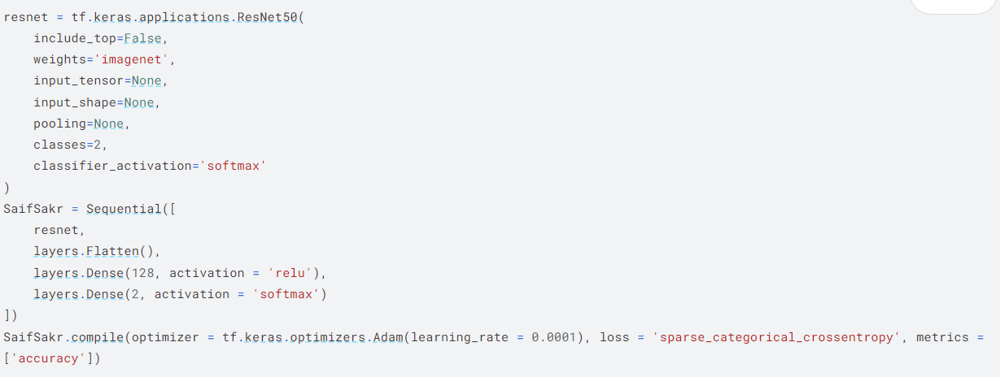 resnet = tf.keras.applications.ResNet50(
    include_top=False,
    weights='imagenet',
    input_tensor=None,
    input_shape=None,
    pooling=None,
    classes=2,
    classifier_activation='softmax'
)
SaifSakr = Sequential([
    resnet,
    layers.Flatten(),
    layers.Dense(128, activation = 'relu'),
    layers.Dense(2, activation = 'softmax')
])
SaifSakr.compile(optimizer = tf.keras.optimizers.Adam(learning_rate = 0.0001), loss = 'sparse_categorical_crossentropy', metrics =
['accuracy'])